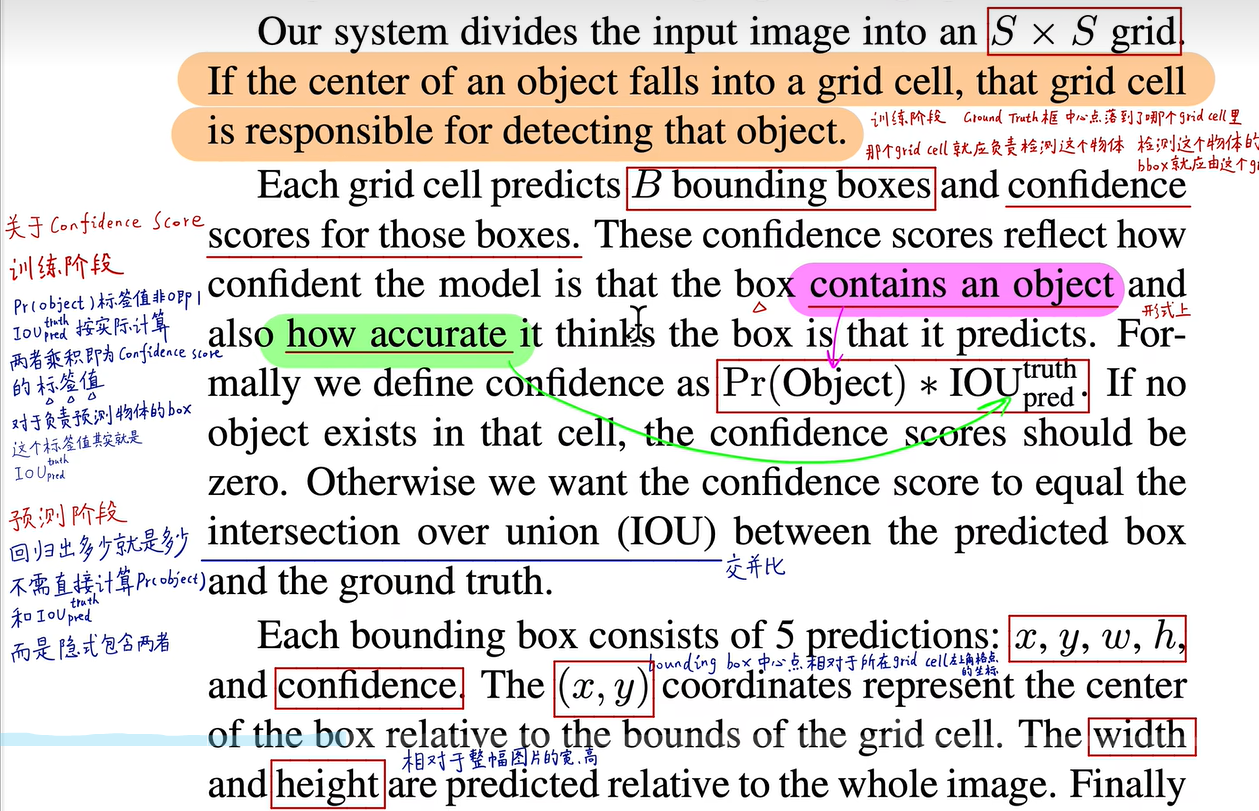 Our system divides the input image into an S × S grid.
If the center of an object falls into a grid cell, that grid cell
is responsible for detecting that object.
训练阶段 Ground Truth框 中心点落到了哪个grid cell里
那个grid cell就应负责检测这个物体 检测这个物体的
bbox就应由这个g
Each grid cell predicts B bounding boxes and confidence
scores for those boxes. These confidence scores reflect how
confident the model is that the box contains an object and
also how accurate it thinks the box is that it predicts. For-
形式上
mally we define confidence as Pr(Object) ∗ IOU truth pred . If no
object exists in that cell, the confidence scores should be
zero. Otherwise we want the confidence score to equal the
intersection over union (IOU) between the predicted box
交并比
and the ground truth.
关于Confidence Score
训练阶段
Pr(object)标签值非0即1
IOU truth pred 按实际计算
两者乘积即为Confidence score
的标签值
对于负责预测物体的box
这个标签值其实就是
IOU truth pred
预测阶段
回归出多少就是多少
不需直接计算Pr(object)
和IOU truth pred
而是隐式包含两者
Each bounding box consists of 5 predictions: x, y, w, h,
bounding box中心点相对于所在grid cell左上角格点
的坐标
and confidence. The (x, y) coordinates represent the center
of the box relative to the bounds of the grid cell. The width
相对于整幅图片的宽、高
and height are predicted relative to the whole image. Finally